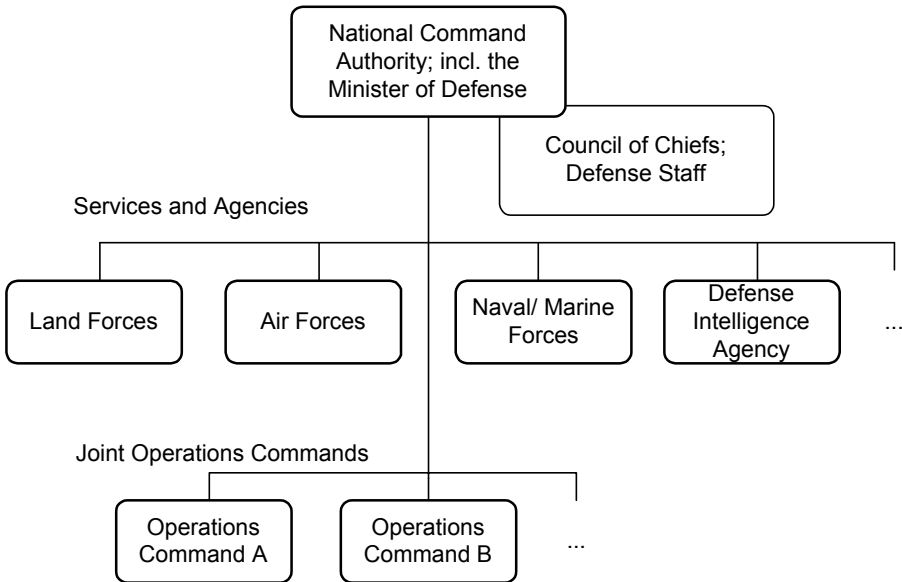 National Command
Authority; incl. the
Minister of Defense
Council of Chiefs;
Defense Staff
Services and Agencies
Land Forces
Air Forces
Naval/ Marine
Forces
Defense
Intelligence
Agency
...
Joint Operations Commands
Operations
Command A
Operations
Command B
...